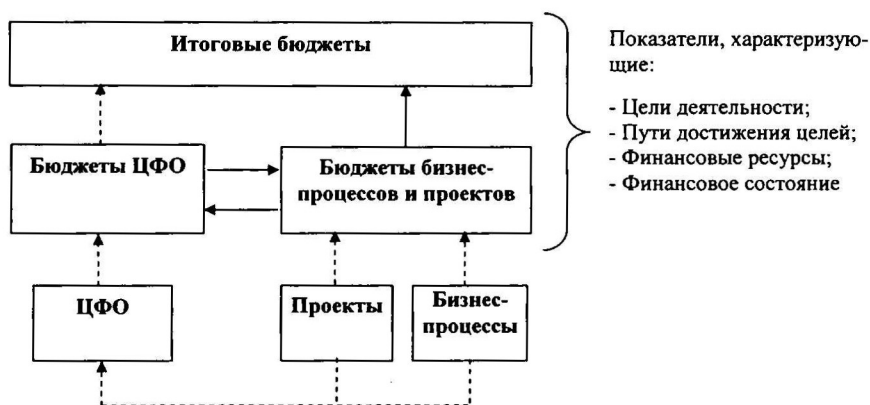 Итоговые бюджеты
Показатели, характеризую-
щие:
- Цели деятельности;
- Пути достижения целей;
- Финансовые ресурсы;
- Финансовое состояние
Бюджеты ЦФО
Бюджеты бизнес-
процессов и проектов
ЦФО
Проекты
Бизнес-
процессы